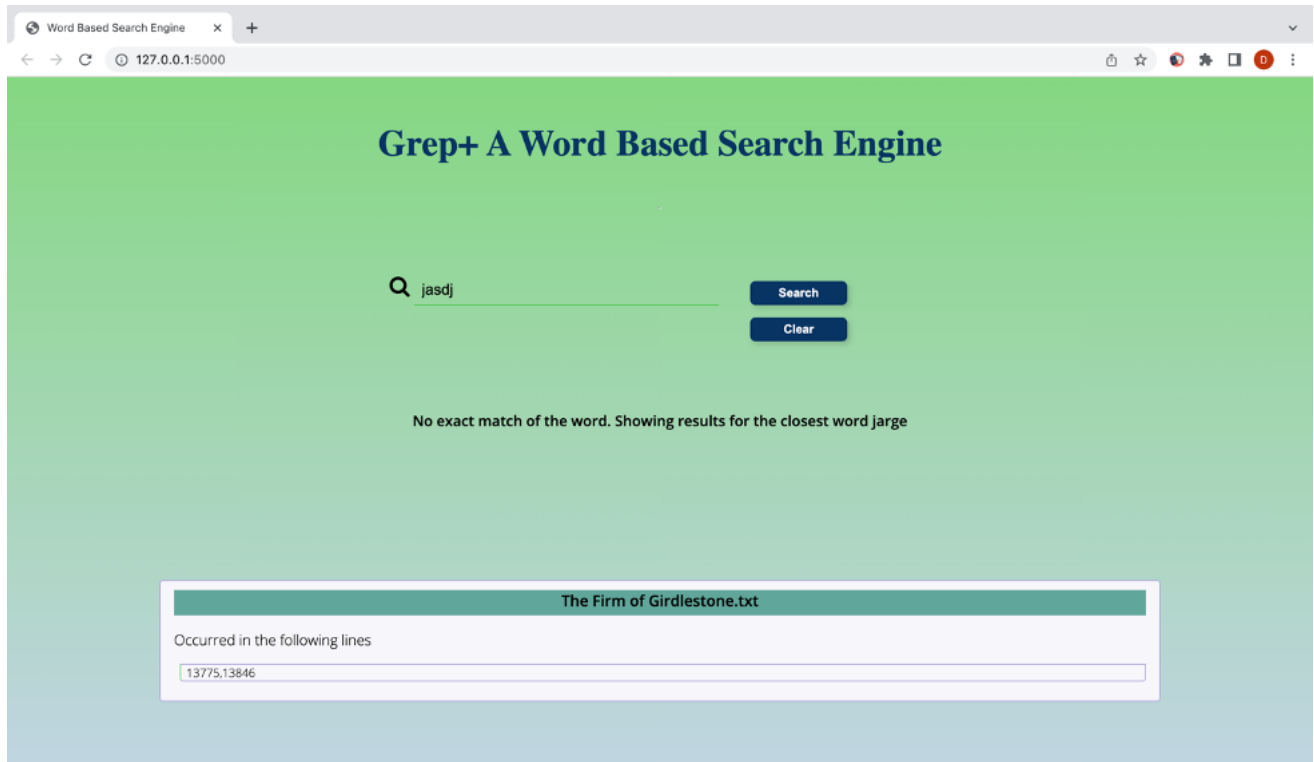 Word Based Search Engine
127.0.0.1:5000
D
Grep+ A Word Based Search Engine
jasdj
Search
Clear
No exact match of the word. Showing results for the closest word jarge
The Firm of Girdlestone.txt
Occurred in the following lines
13775,13846